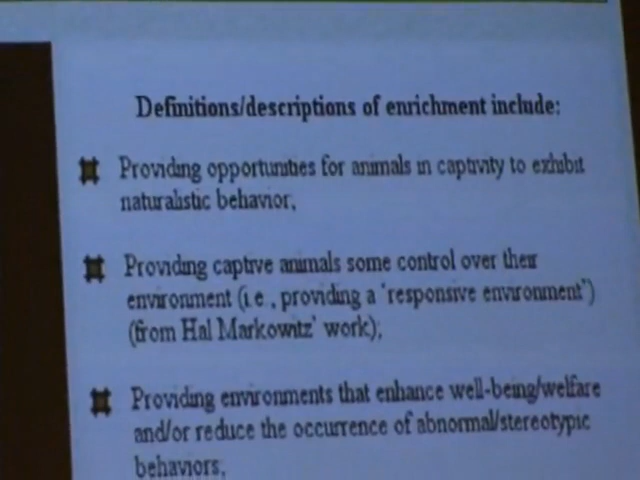 Definitions/descriptions of enrichment include:
Providing opportunities for animals in captivity to exhibit
naturalistic behavior;
Providing captive animals some control over their
environment (i.e., providing a 'responsive environment')
(from Hal Markowitz' work);
Providing environments that enhance well-being/welfare
and/or reduce the occurrence of abnormal/stereotypic
behaviors;